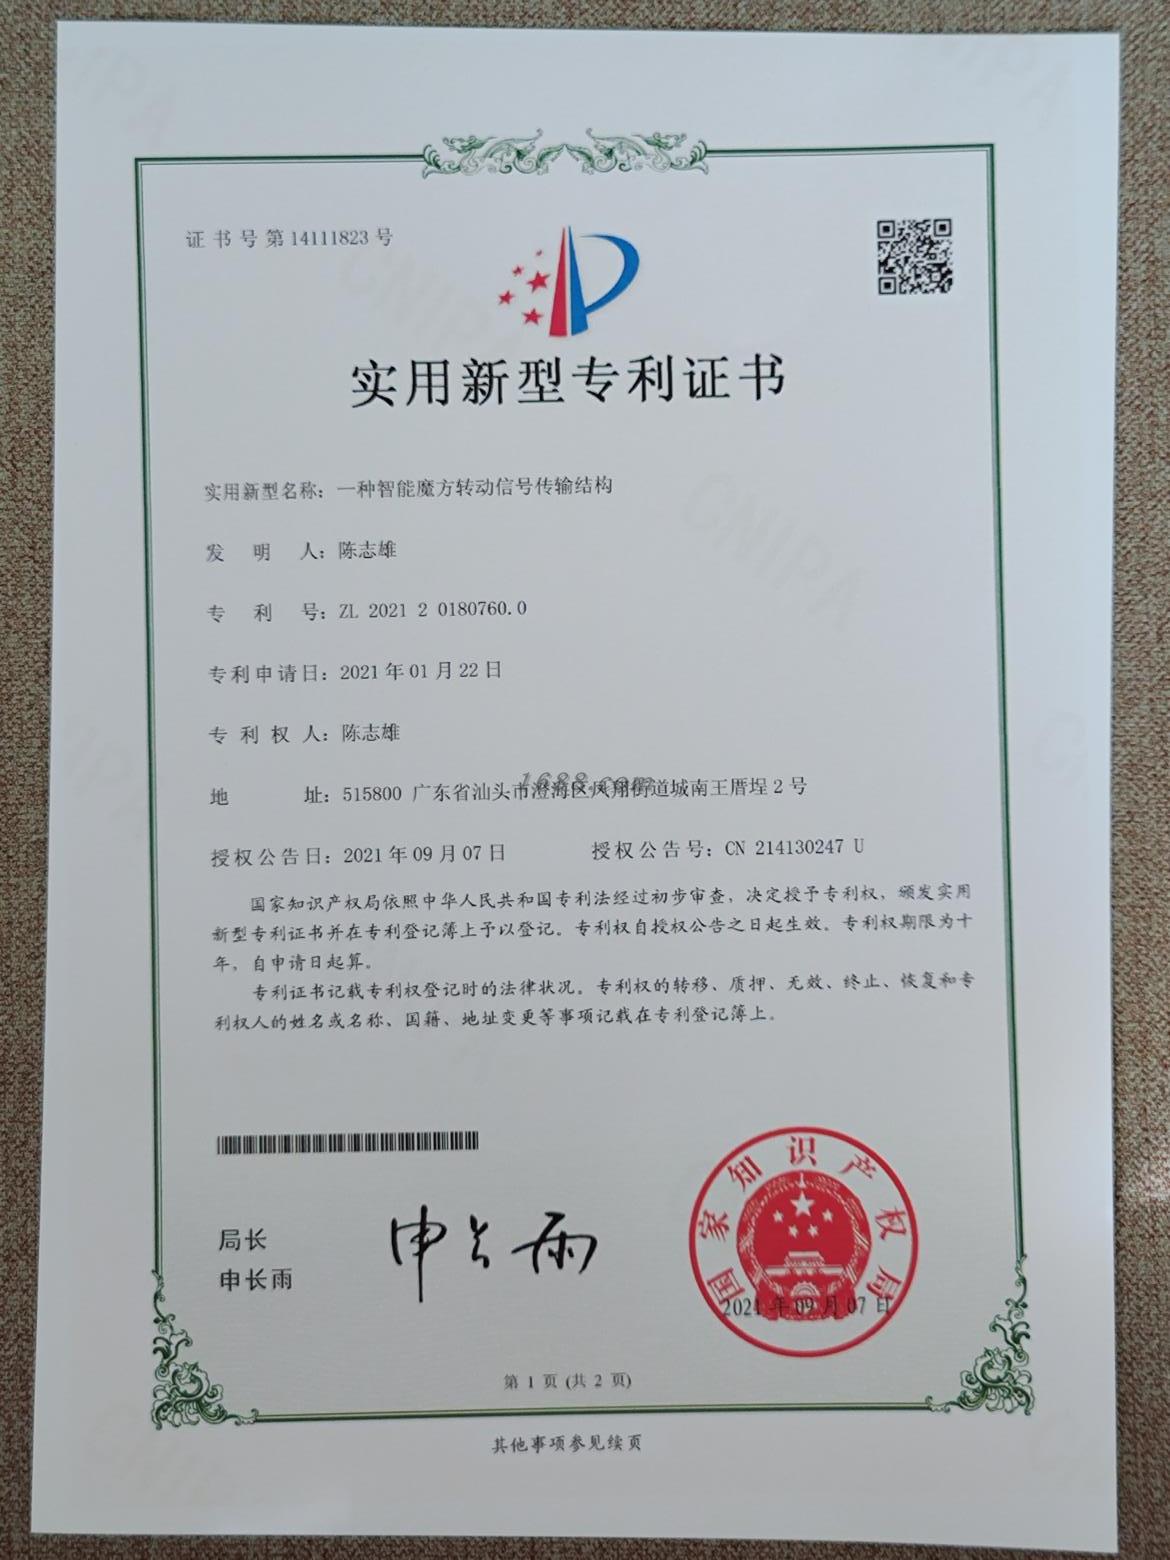 证书号第14111823号
实用新型专利证书
实用新型名称：一种智能魔方转动信号传输结构
发明人：陈志雄
专利号：ZL 2021 2 0180760.0
专利申请日：2021年01月22日
专利权人：陈志雄
1688.com
地址：515800 广东省汕头市澄海区凤翔街道城南王厝埕2号
授权公告日：2021年09月07日 授权公告号：CN 214130247 U
国家知识产权局依照中华人民共和国专利法经过初步审查，决定授予专利权，颁发实用
新型专利证书并在专利登记簿上予以登记。专利权自授权公告之日起生效。专利权期限为十
年，自申请日起算。
专利证书记载专利权登记时的法律状况。专利权的转移、质押、无效、终止、恢复和专
利权人的姓名或名称、国籍、地址变更等事项记载在专利登记簿上。
局长
申长雨
申长雨
国家知识产权局
2021年09月07日
第 1 页 (共 2 页)
其他事项参见续页
CNIPA
CNIPA